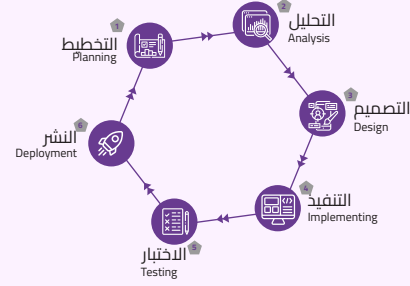 1
التخطيط
Planning
2
التحليل
Analysis
3
التصميم
Design
4
التنفيذ
Implementing
5
الاختبار
Testing
6
النشر
Deployment